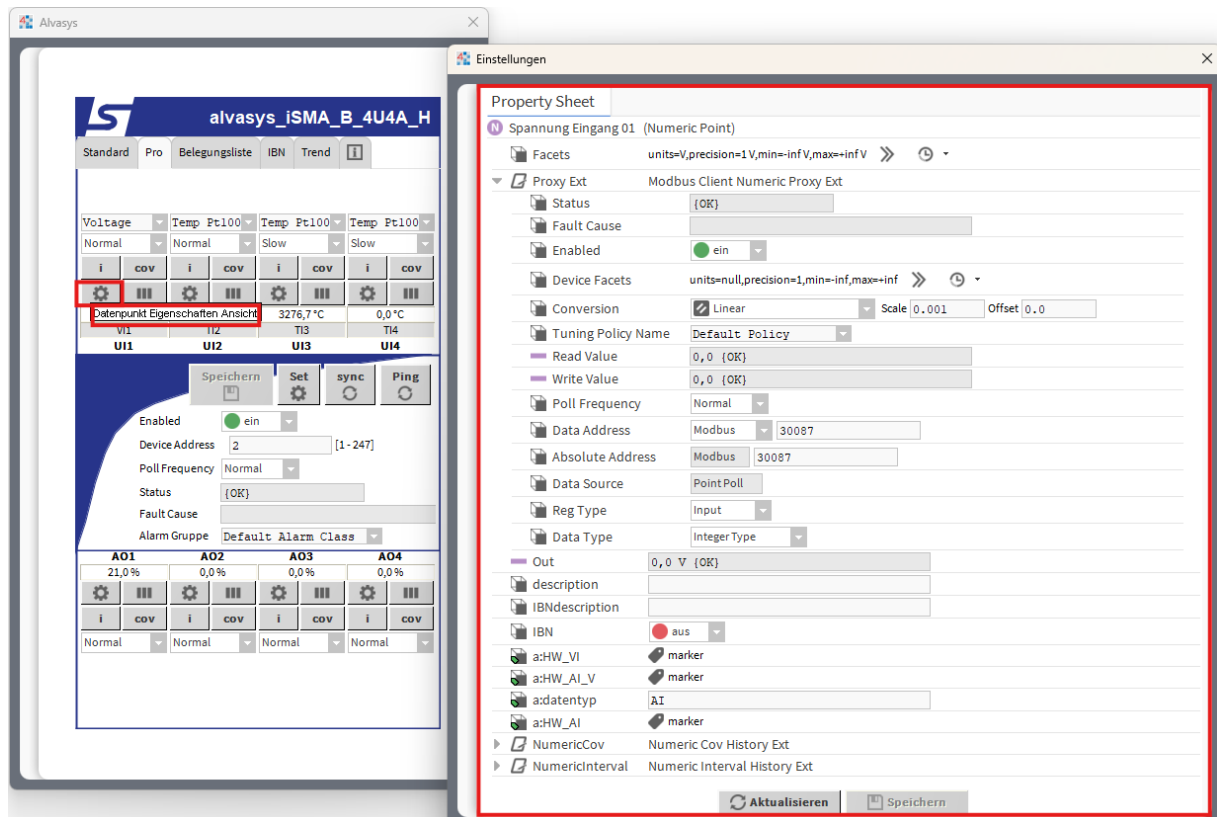 Alvasys
alvasys_iSMA_B_4U4A_H
Standard Pro Belegungsliste IBN Trend i
Voltage Temp Pt100 Temp Pt100 Temp Pt100
Normal Normal Slow Slow
i cov i cov i cov i cov
Datenpunkt Eigenschaften Ansicht 3276,7 °C 0,0 °C
VI1 TI2 TI3 TI4
UI1 UI2 UI3 UI4
Speichern Set sync Ping
Enabled ein
Device Address 2 [1 - 247]
Poll Frequency Normal
Status {OK}
Fault Cause
Alarm Gruppe Default Alarm Class
AO1 AO2 AO3 AO4
21,0 % 0,0 % 0,0 % 0,0 %
i cov i cov i cov i cov
Normal Normal Normal Normal
Einstellungen
Property Sheet
N Spannung Eingang 01 (Numeric Point)
Facets units=V,precision=1 V,min=-inf V,max=+inf V
Proxy Ext Modbus Client Numeric Proxy Ext
Status {OK}
Fault Cause
Enabled ein
Device Facets units=null,precision=1,min=-inf,max=+inf
Conversion Linear Scale 0.001 Offset 0.0
Tuning Policy Name Default Policy
Read Value 0,0 {OK}
Write Value 0,0 {OK}
Poll Frequency Normal
Data Address Modbus 30087
Absolute Address Modbus 30087
Data Source Point Poll
Reg Type Input
Data Type Integer Type
Out 0,0 V {OK}
description
IBNdescription
IBN aus
a:HW_VI marker
a:HW_AI_V marker
a:datentyp AI
a:HW_AI marker
NumericCov Numeric Cov History Ext
NumericInterval Numeric Interval History Ext
Aktualisieren Speichern